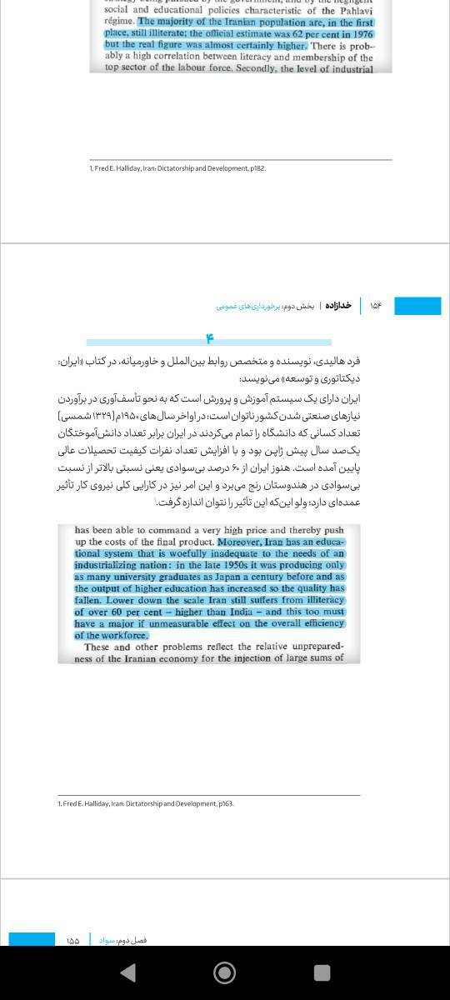 social and educational policies characteristic of the Pahlavi
régime. The majority of the Iranian population are, in the first
place, still illiterate; the official estimate was 62 per cent in 1976
but the real figure was almost certainly higher. There is prob-
ably a high correlation between literacy and membership of the
top sector of the labour force. Secondly, the level of industrial
1. Fred E. Halliday, Iran: Dictatorship and Development, p182.
۱۵۴ | خدازاده | بخش دوم: برخورداری‌های عمومی
۴
فرد هالیدی، نویسنده و متخصص روابط بین‌الملل و خاورمیانه، در کتاب «ایران:
دیکتاتوری و توسعه» می‌نویسد:
ایران دارای یک سیستم آموزش و پرورش است که به نحو تأسف‌آوری در برآوردن
نیازهای صنعتی شدن کشور ناتوان است: در اواخر سال‌های ۱۹۵۰م [۱۳۲۹ شمسی]
تعداد کسانی که دانشگاه را تمام می‌کردند در ایران برابر تعداد دانش‌آموختگان
یک‌صد سال پیش ژاپن بود و با افزایش تعداد نفرات کیفیت تحصیلات عالی
پایین آمده است. هنوز ایران از ۶۰ درصد بی‌سوادی یعنی نسبتی بالاتر از نسبت
بی‌سوادی در هندوستان رنج می‌برد و این امر نیز در کارایی کلی نیروی کار تأثیر
عمده‌ای دارد؛ ولو این‌که این تأثیر را نتوان اندازه گرفت.۱
has been able to command a very high price and thereby push
up the costs of the final product. Moreover, Iran has an educa-
tional system that is woefully inadequate to the needs of an
industrializing nation: in the late 1950s it was producing only
as many university graduates as Japan a century before and as
the output of higher education has increased so the quality has
fallen. Lower down the scale Iran still suffers from illiteracy
of over 60 per cent – higher than India – and this too must
have a major if unmeasurable effect on the overall efficiency
of the workforce.
These and other problems reflect the relative unprepared-
ness of the Iranian economy for the injection of large sums of
1. Fred E. Halliday, Iran: Dictatorship and Development, p163.
فصل دوم: سواد | ۱۵۵